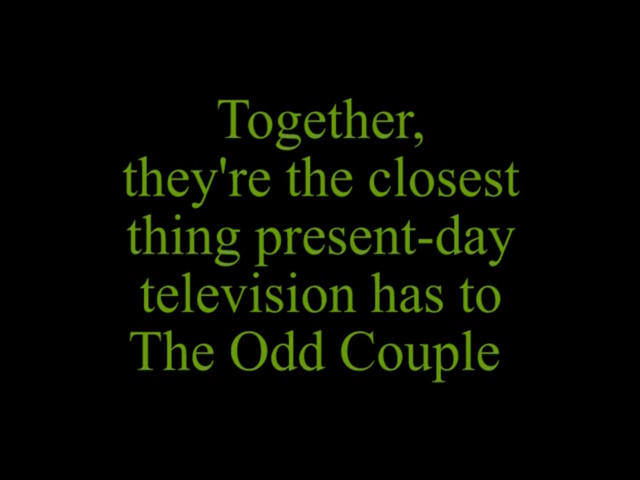 Together,
they're the closest
thing present-day
television has to
The Odd Couple